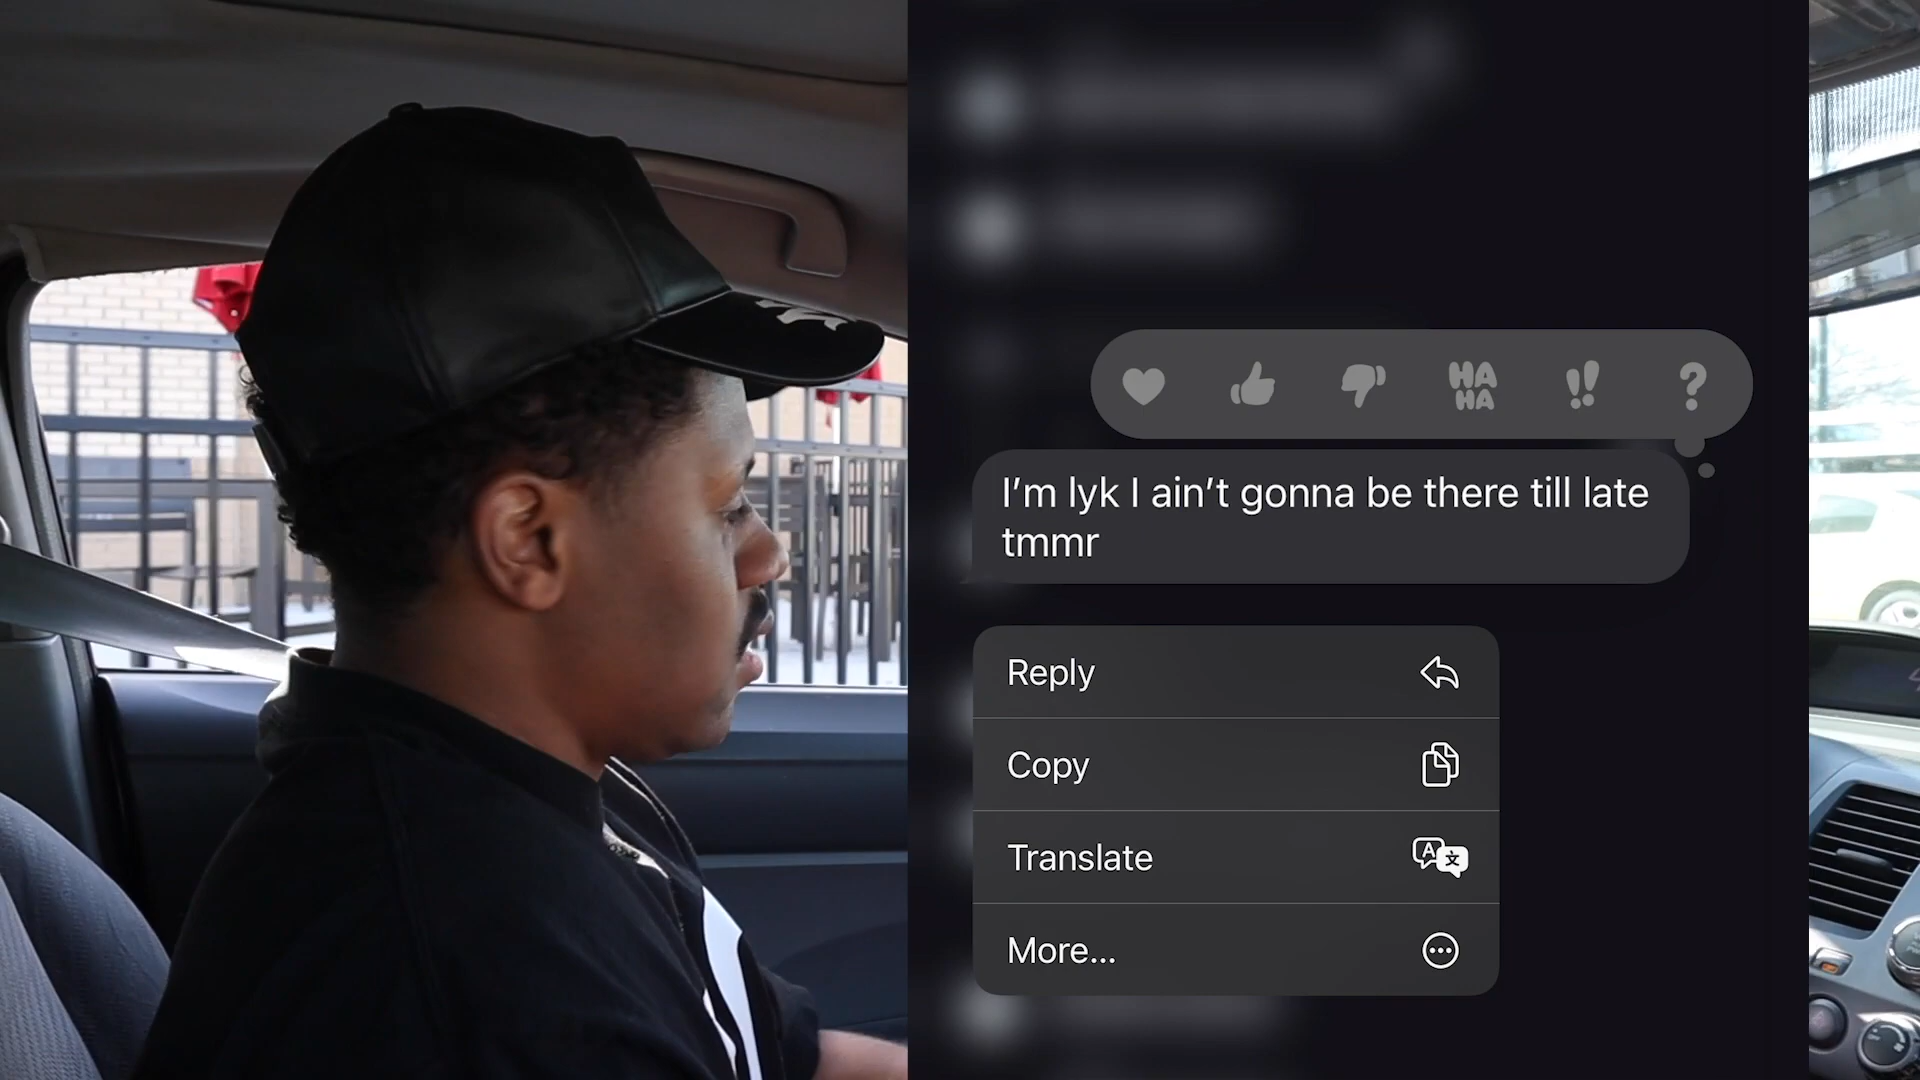 HA
HA
I’m lyk I ain’t gonna be there till late
tmmr
Reply
Copy
Translate
More...